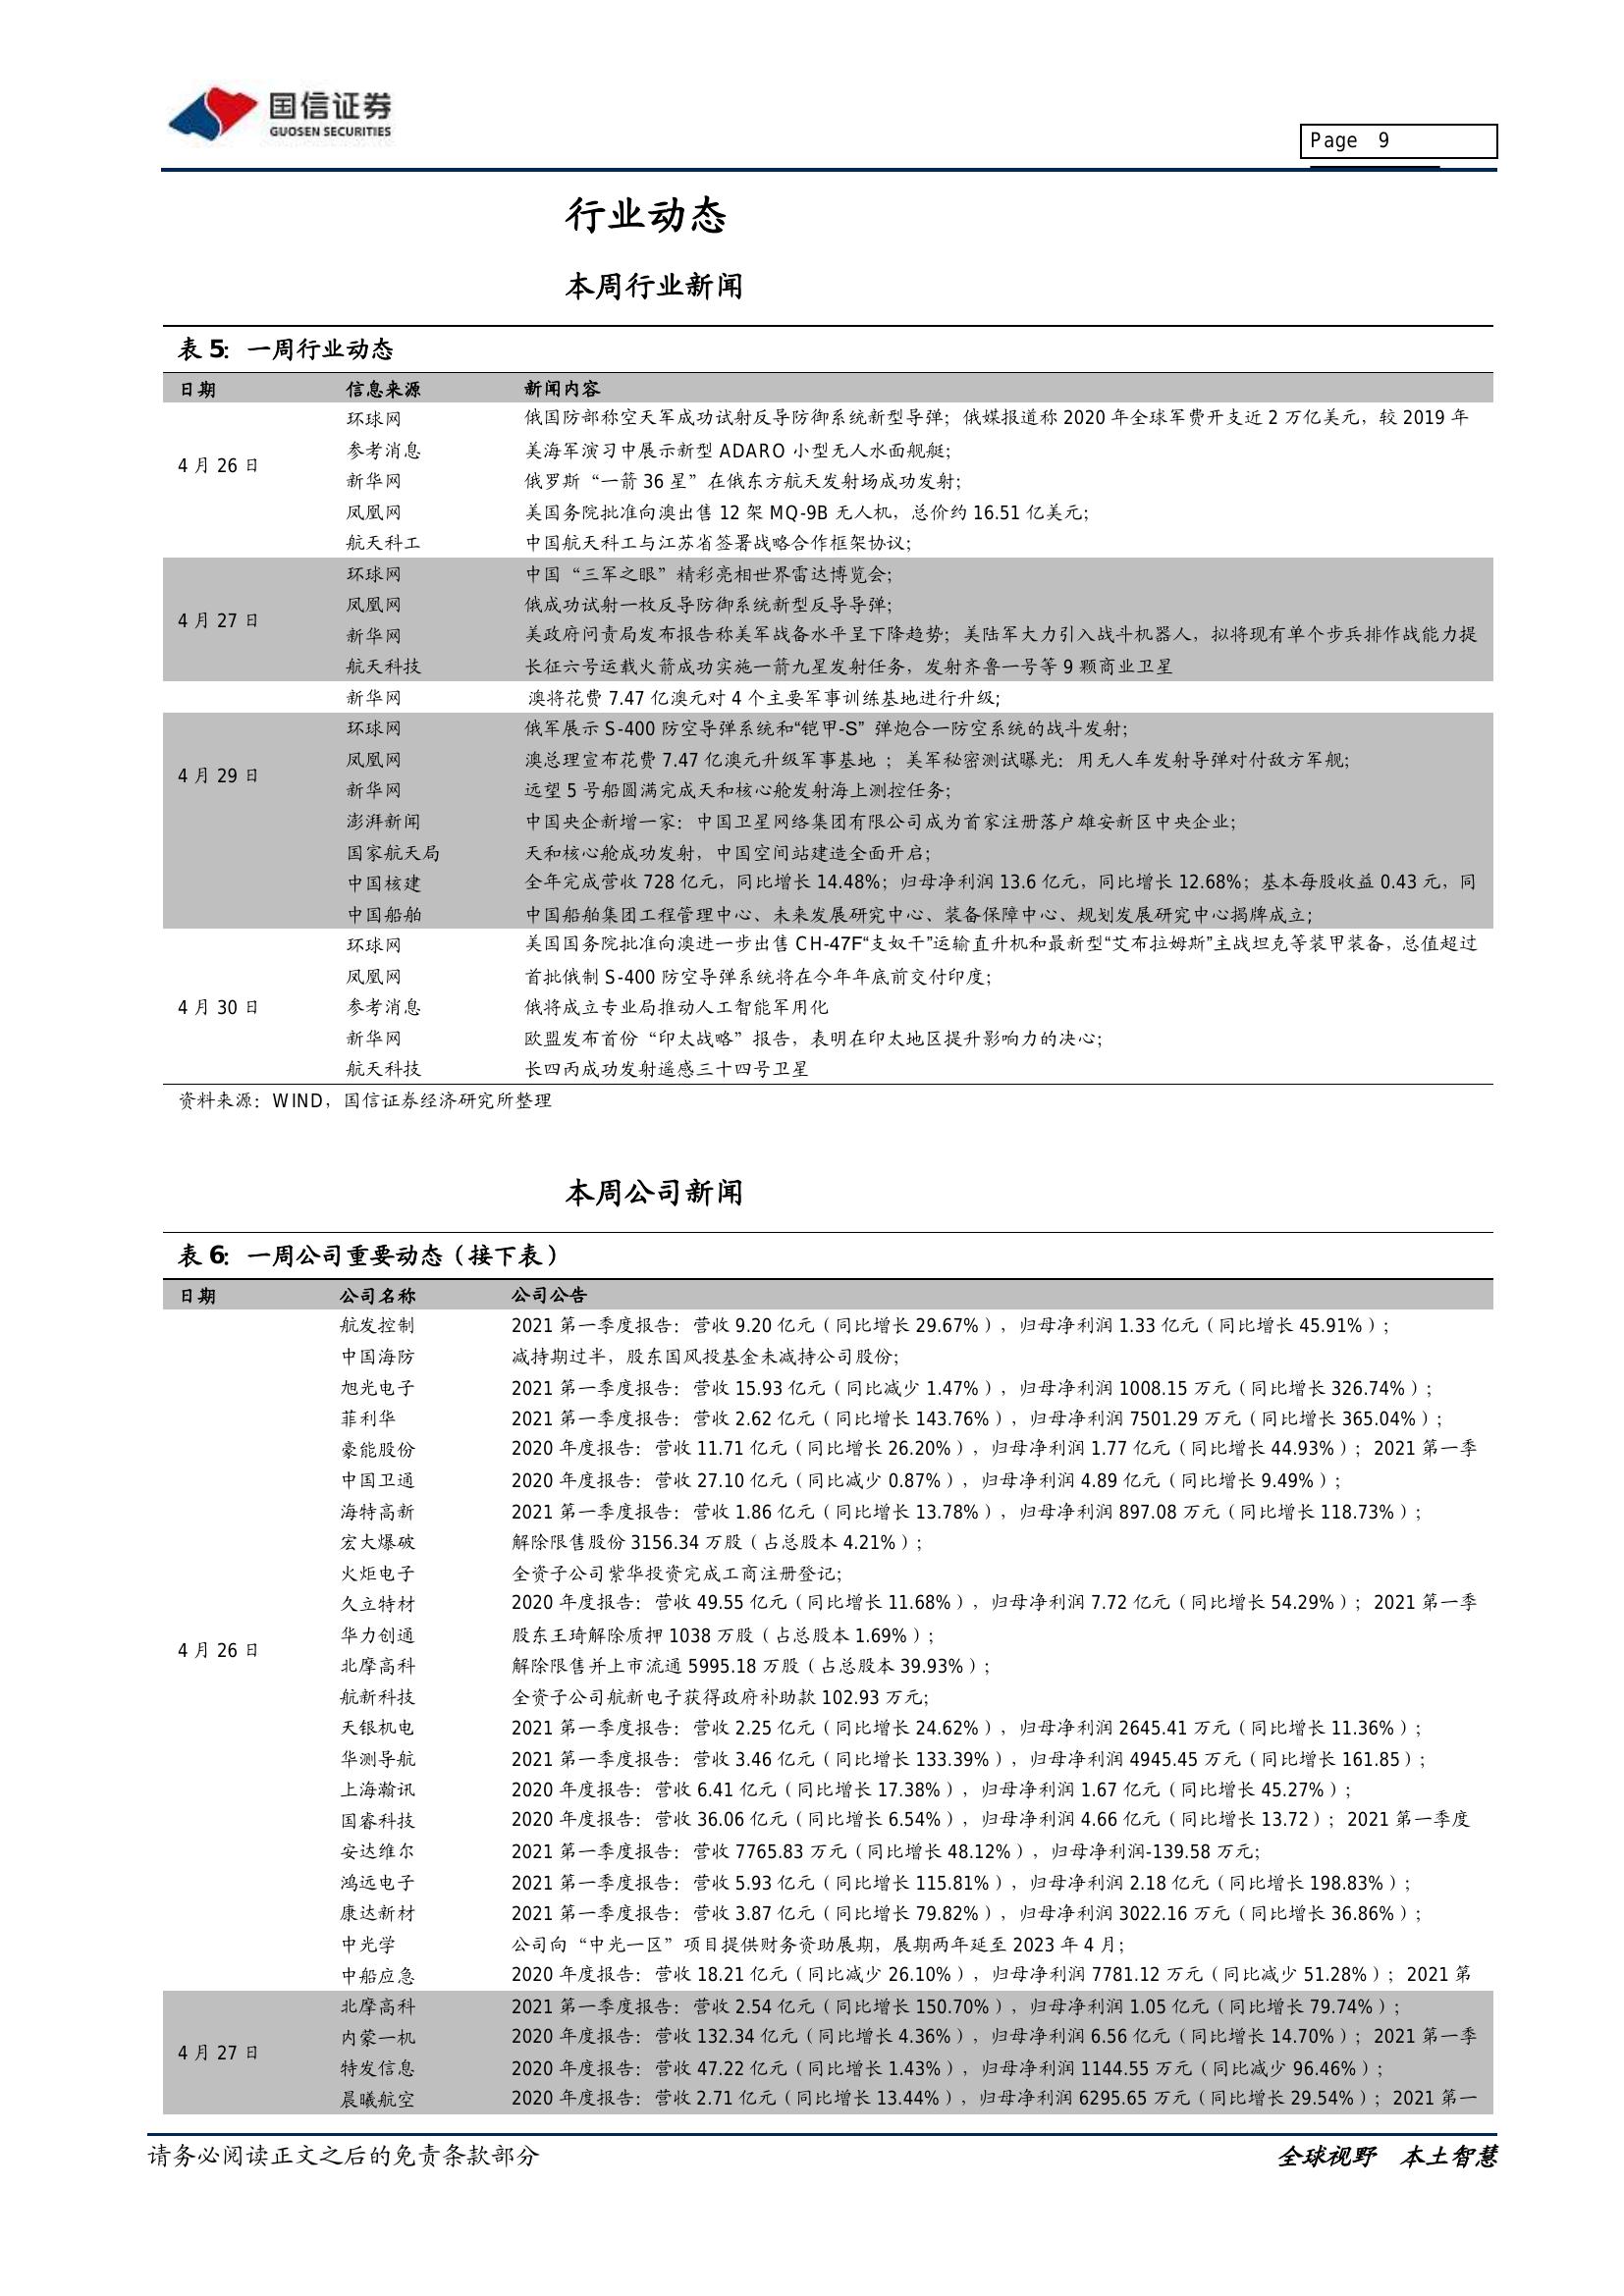 国信证券
GUOSEN SECURITIES
Page 9
行业动态
本周行业新闻
表 5：一周行业动态
日期 信息来源 新闻内容
环球网 俄国防部称空天军成功试射反导防御系统新型导弹；俄媒报道称 2020 年全球军费开支近 2 万亿美元，较 2019 年
参考消息 美海军演习中展示新型 ADARO 小型无人水面舰艇；
4 月 26 日
新华网 俄罗斯“一箭 36 星”在俄东方航天发射场成功发射；
凤凰网 美国务院批准向澳出售 12 架 MQ-9B 无人机，总价约 16.51 亿美元；
航天科工 中国航天科工与江苏省签署战略合作框架协议；
环球网 中国“三军之眼”精彩亮相世界雷达博览会；
凤凰网 俄成功试射一枚反导防御系统新型反导导弹；
4 月 27 日
新华网 美政府问责局发布报告称美军战备水平呈下降趋势；美陆军大力引入战斗机器人，拟将现有单个步兵排作战能力提
航天科技 长征六号运载火箭成功实施一箭九星发射任务，发射齐鲁一号等 9 颗商业卫星
新华网 澳将花费 7.47 亿澳元对 4 个主要军事训练基地进行升级；
环球网 俄军展示 S-400 防空导弹系统和“铠甲-S” 弹炮合一防空系统的战斗发射；
凤凰网 澳总理宣布花费 7.47 亿澳元升级军事基地 ；美军秘密测试曝光：用无人车发射导弹对付敌方军舰；
4 月 29 日
新华网 远望 5 号船圆满完成天和核心舱发射海上测控任务；
澎湃新闻 中国央企新增一家：中国卫星网络集团有限公司成为首家注册落户雄安新区中央企业；
国家航天局 天和核心舱成功发射，中国空间站建造全面开启；
中国核建 全年完成营收 728 亿元，同比增长 14.48%；归母净利润 13.6 亿元，同比增长 12.68%；基本每股收益 0.43 元，同
中国船舶 中国船舶集团工程管理中心、未来发展研究中心、装备保障中心、规划发展研究中心揭牌成立；
环球网 美国国务院批准向澳进一步出售 CH-47F“支奴干”运输直升机和最新型“艾布拉姆斯”主战坦克等装甲装备，总值超过
凤凰网 首批俄制 S-400 防空导弹系统将在今年年底前交付印度；
4 月 30 日 参考消息 俄将成立专业局推动人工智能军用化
新华网 欧盟发布首份“印太战略”报告，表明在印太地区提升影响力的决心；
航天科技 长四丙成功发射遥感三十四号卫星
资料来源：WIND，国信证券经济研究所整理
本周公司新闻
表 6：一周公司重要动态（接下表）
日期 公司名称 公司公告
航发控制 2021 第一季度报告：营收 9.20 亿元（同比增长 29.67%），归母净利润 1.33 亿元（同比增长 45.91%）；
中国海防 减持期过半，股东国风投基金未减持公司股份；
旭光电子 2021 第一季度报告：营收 15.93 亿元（同比减少 1.47%），归母净利润 1008.15 万元（同比增长 326.74%）；
菲利华 2021 第一季度报告：营收 2.62 亿元（同比增长 143.76%），归母净利润 7501.29 万元（同比增长 365.04%）；
豪能股份 2020 年度报告：营收 11.71 亿元（同比增长 26.20%），归母净利润 1.77 亿元（同比增长 44.93%）；2021 第一季
中国卫通 2020 年度报告：营收 27.10 亿元（同比减少 0.87%），归母净利润 4.89 亿元（同比增长 9.49%）；
海特高新 2021 第一季度报告：营收 1.86 亿元（同比增长 13.78%），归母净利润 897.08 万元（同比增长 118.73%）；
宏大爆破 解除限售股份 3156.34 万股（占总股本 4.21%）；
火炬电子 全资子公司紫华投资完成工商注册登记；
久立特材 2020 年度报告：营收 49.55 亿元（同比增长 11.68%），归母净利润 7.72 亿元（同比增长 54.29%）；2021 第一季
华力创通 股东王琦解除质押 1038 万股（占总股本 1.69%）；
4 月 26 日
北摩高科 解除限售并上市流通 5995.18 万股（占总股本 39.93%）；
航新科技 全资子公司航新电子获得政府补助款 102.93 万元；
天银机电 2021 第一季度报告：营收 2.25 亿元（同比增长 24.62%），归母净利润 2645.41 万元（同比增长 11.36%）；
华测导航 2021 第一季度报告：营收 3.46 亿元（同比增长 133.39%），归母净利润 4945.45 万元（同比增长 161.85）；
上海瀚讯 2020 年度报告：营收 6.41 亿元（同比增长 17.38%），归母净利润 1.67 亿元（同比增长 45.27%）；
国睿科技 2020 年度报告：营收 36.06 亿元（同比增长 6.54%），归母净利润 4.66 亿元（同比增长 13.72）；2021 第一季度
安达维尔 2021 第一季度报告：营收 7765.83 万元（同比增长 48.12%），归母净利润-139.58 万元；
鸿远电子 2021 第一季度报告：营收 5.93 亿元（同比增长 115.81%），归母净利润 2.18 亿元（同比增长 198.83%）；
康达新材 2021 第一季度报告：营收 3.87 亿元（同比增长 79.82%），归母净利润 3022.16 万元（同比增长 36.86%）；
中光学 公司向“中光一区”项目提供财务资助展期，展期两年延至 2023 年 4 月；
中船应急 2020 年度报告：营收 18.21 亿元（同比减少 26.10%），归母净利润 7781.12 万元（同比减少 51.28%）；2021 第
北摩高科 2021 第一季度报告：营收 2.54 亿元（同比增长 150.70%），归母净利润 1.05 亿元（同比增长 79.74%）；
内蒙一机 2020 年度报告：营收 132.34 亿元（同比增长 4.36%），归母净利润 6.56 亿元（同比增长 14.70%）；2021 第一季
4 月 27 日
特发信息 2020 年度报告：营收 47.22 亿元（同比增长 1.43%），归母净利润 1144.55 万元（同比减少 96.46%）；
晨曦航空 2020 年度报告：营收 2.71 亿元（同比增长 13.44%），归母净利润 6295.65 万元（同比增长 29.54%）；2021 第一
请务必阅读正文之后的免责条款部分 全球视野 本土智慧